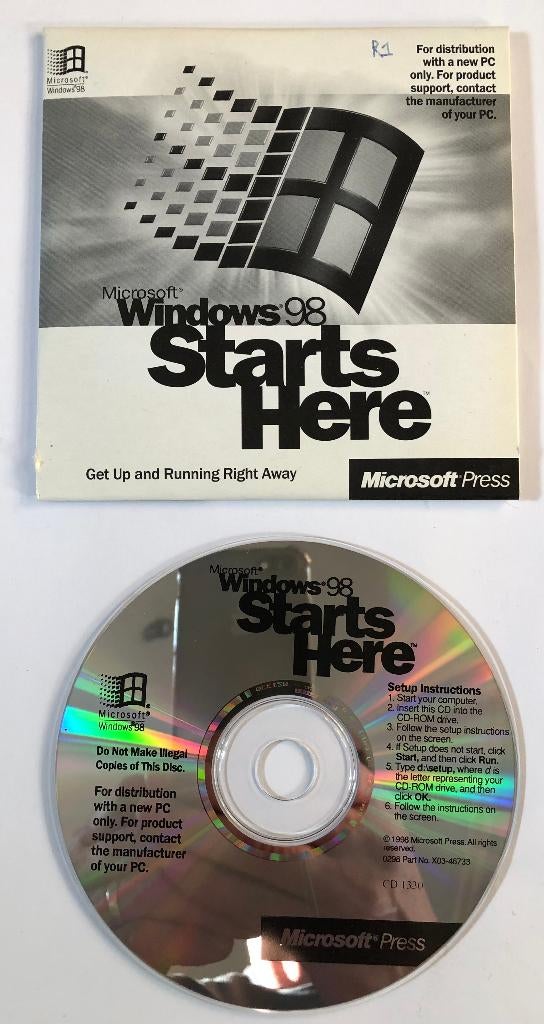 Microsoft®
Windows®98
R1
For distribution
with a new PC
only. For product
support, contact
the manufacturer
of your PC.
Microsoft®
Windows®98
Starts
Here™
Get Up and Running Right Away
Microsoft® Press
Microsoft®
Windows®98
Starts
Here™
Microsoft®
Windows®98
Do Not Make Illegal
Copies of This Disc.
For distribution
with a new PC
only. For product
support, contact
the manufacturer
of your PC.
Setup Instructions
1. Start your computer.
2. Insert this CD into the
CD-ROM drive.
3. Follow the setup instructions
on the screen.
4. If Setup does not start, click
Start, and then click Run.
5. Type d:\setup, where d is
the letter representing your
CD-ROM drive, and then
click OK.
6. Follow the instructions on
the screen.
© 1998 Microsoft Press. All rights
reserved.
0298 Part No. X03-46733
CD 1330
Microsoft® Press